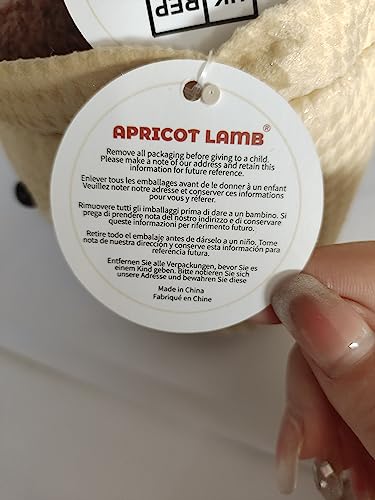 UK
REP
APRICOT LAMB®
Remove all packaging before giving to a child.
Please make a note of our address and retain this
information for future reference.
Enlever tous les emballages avant de le donner à un enfant
Veuillez noter notre adresse et conserver ces informations
pour vous y référer.
Rimuovere tutti gli imballaggi prima di dare a un bambino. Si
prega di prendere nota del nostro indirizzo e di conservare
queste informazioni per riferimento futuro.
Retire todo el embalaje antes de dárselo a un niño. Tome
nota de nuestra dirección y conserve esta información para
referencia futura.
Entfernen Sie alle Verpackungen, bevor Sie es
einem Kind geben. Bitte notieren Sie sich
unsere Adresse und bewahren Sie diese
Made in China
Fabriqué en Chine